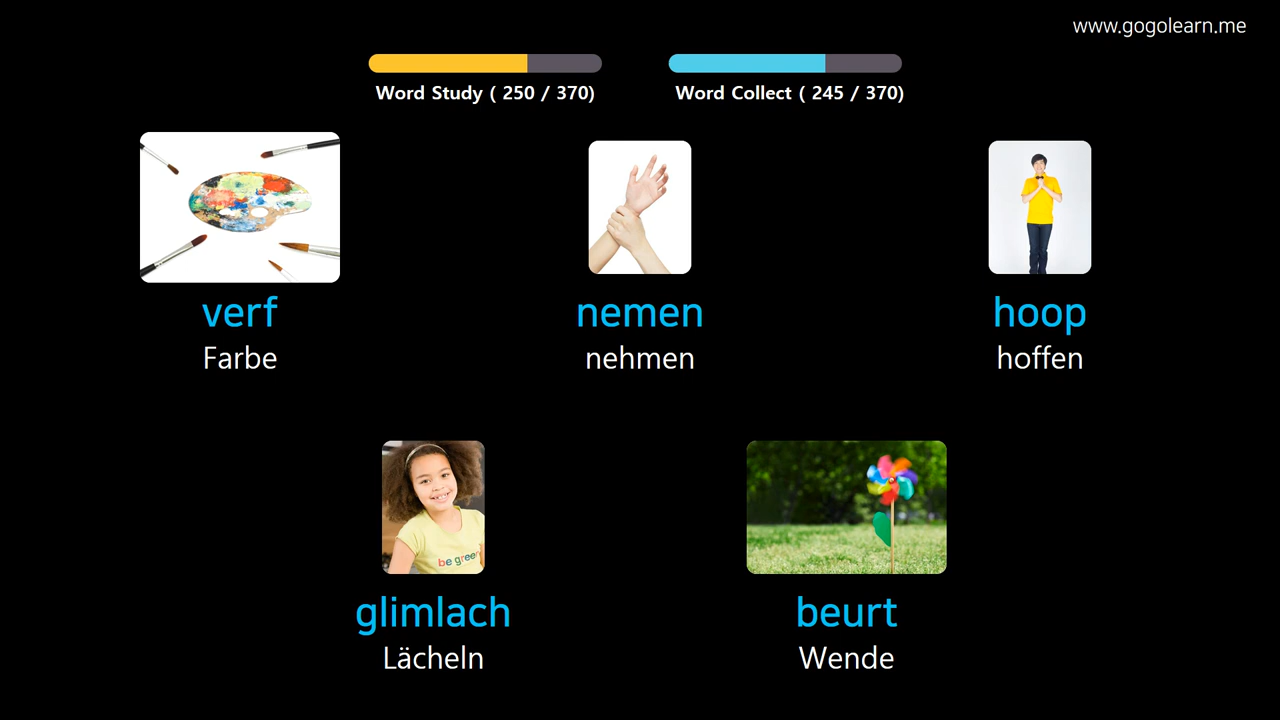 www.gogolearn.me
Word Study ( 250 / 370)
Word Collect ( 245 / 370)
verf
Farbe
nemen
nehmen
hoop
hoffen
be green
glimlach
Lächeln
beurt
Wende